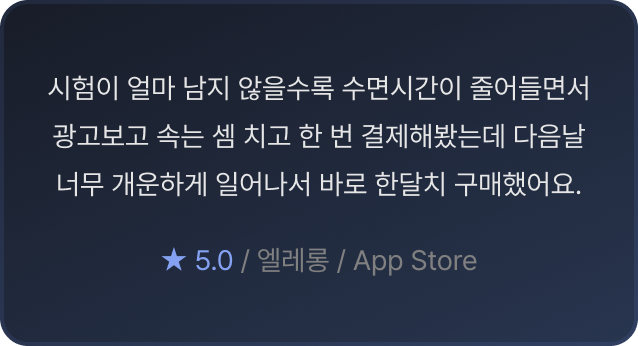 시험이 얼마 남지 않을수록 수면시간이 줄어들면서
광고보고 속는 셈 치고 한 번 결제해봤는데 다음날
너무 개운하게 일어나서 바로 한달치 구매했어요.
★ 5.0 / 엘레롱 / App Store